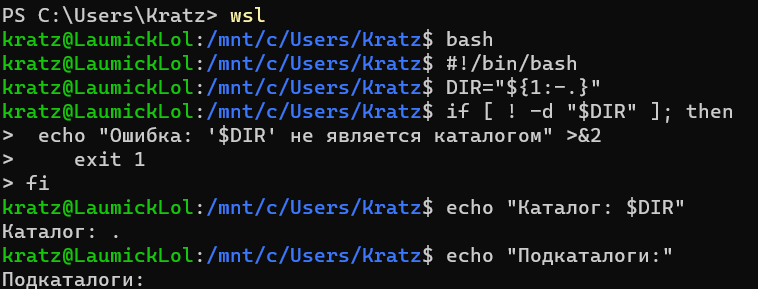 PS C:\Users\Kratz> wsl
kratz@LaumickLol:/mnt/c/Users/Kratz$ bash
kratz@LaumickLol:/mnt/c/Users/Kratz$ #!/bin/bash
kratz@LaumickLol:/mnt/c/Users/Kratz$ DIR="${1:-.}"
kratz@LaumickLol:/mnt/c/Users/Kratz$ if [ ! -d "$DIR" ]; then
>  echo "Ошибка: '$DIR' не является каталогом" >&2
>     exit 1
> fi
kratz@LaumickLol:/mnt/c/Users/Kratz$ echo "Каталог: $DIR"
Каталог: .
kratz@LaumickLol:/mnt/c/Users/Kratz$ echo "Подкаталоги:"
Подкаталоги: